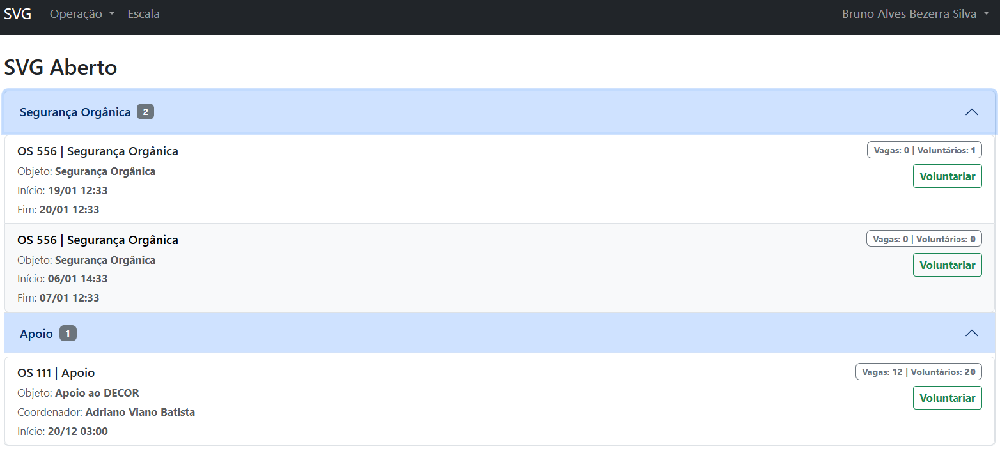 SVG Operação Escala Bruno Alves Bezerra Silva
SVG Aberto
Segurança Orgânica 2
OS 556 | Segurança Orgânica Vagas: 0 | Voluntários: 1
Objeto: Segurança Orgânica Voluntariar
Início: 19/01 12:33
Fim: 20/01 12:33
OS 556 | Segurança Orgânica Vagas: 0 | Voluntários: 0
Objeto: Segurança Orgânica Voluntariar
Início: 06/01 14:33
Fim: 07/01 12:33
Apoio 1
OS 111 | Apoio Vagas: 12 | Voluntários: 20
Objeto: Apoio ao DECOR Voluntariar
Coordenador: Adriano Viano Batista
Início: 20/12 03:00